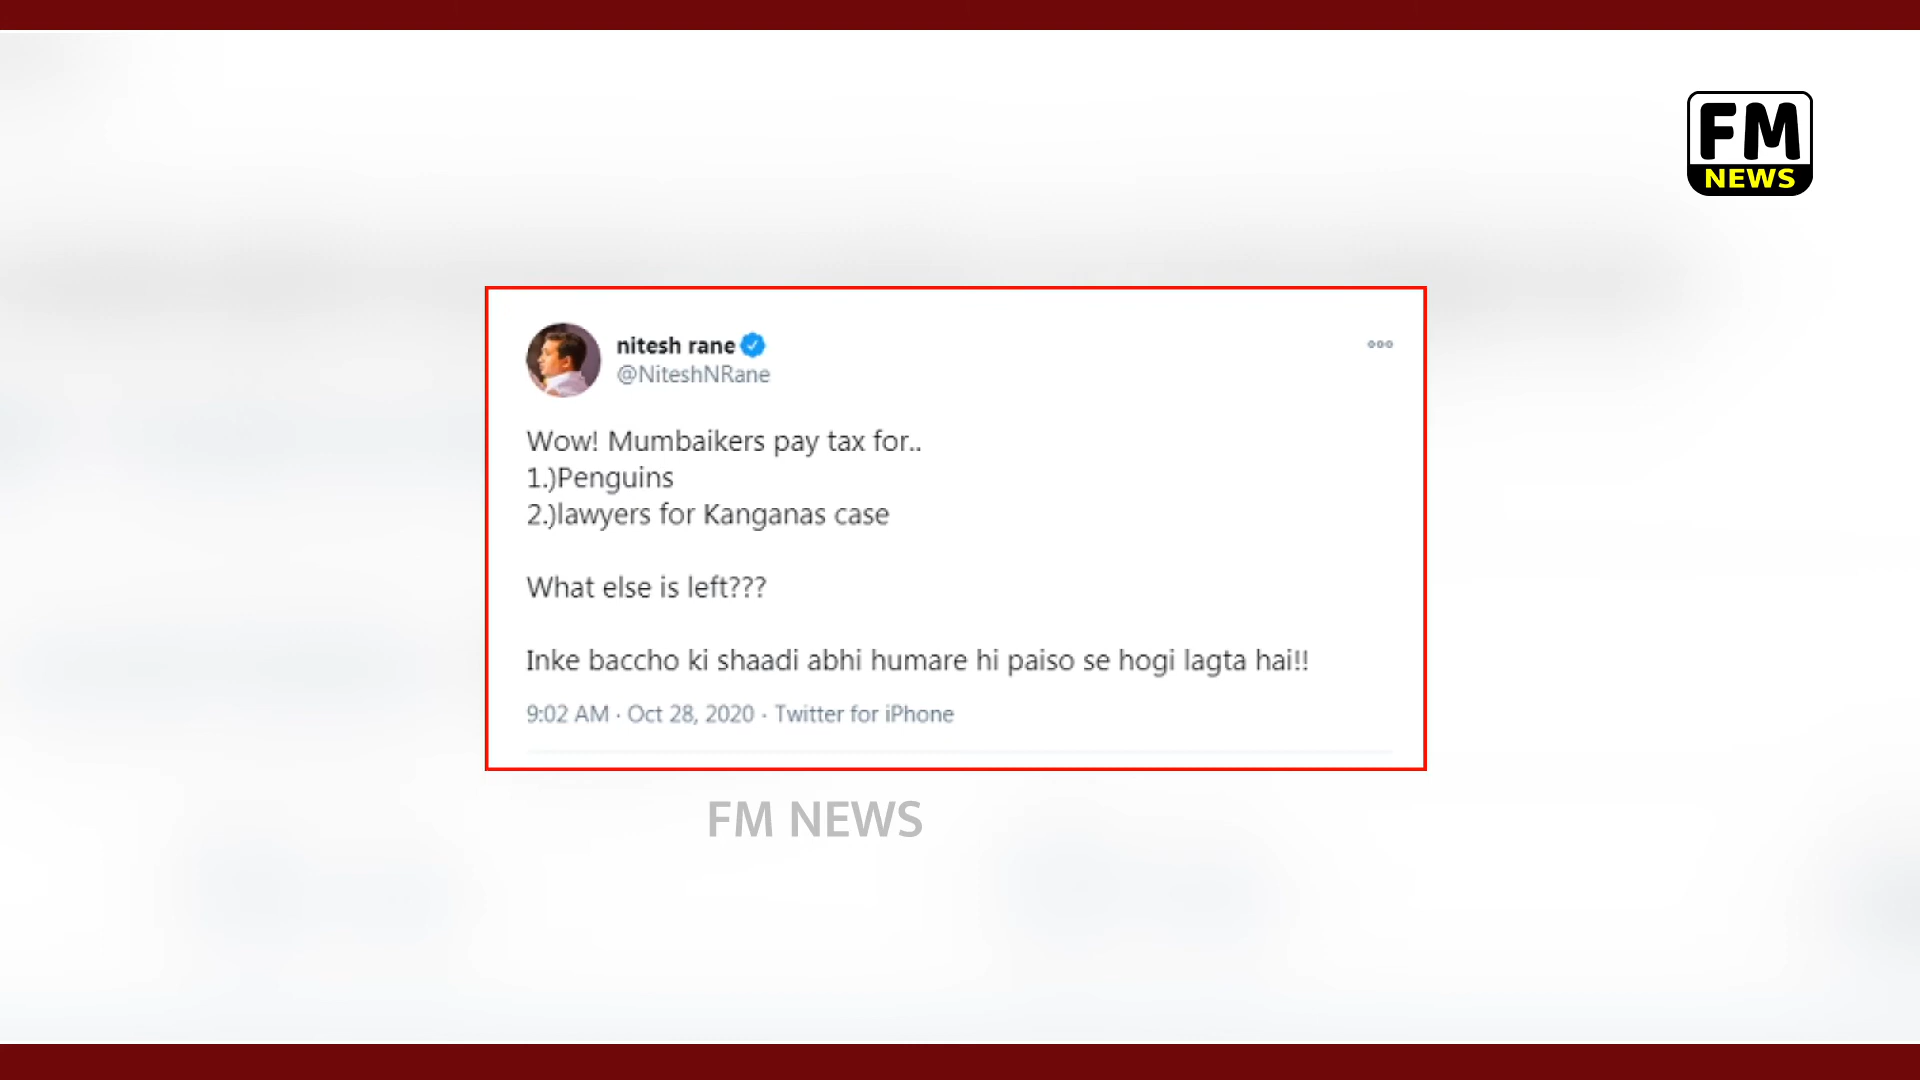 FM
NEWS
nitesh rane
@NiteshNRane
Wow! Mumbaikers pay tax for..
1.)Penguins
2.)lawyers for Kanganas case
What else is left???
Inke baccho ki shaadi abhi humare hi paiso se hogi lagta hai!!
9:02 AM · Oct 28, 2020 · Twitter for iPhone
FM NEWS